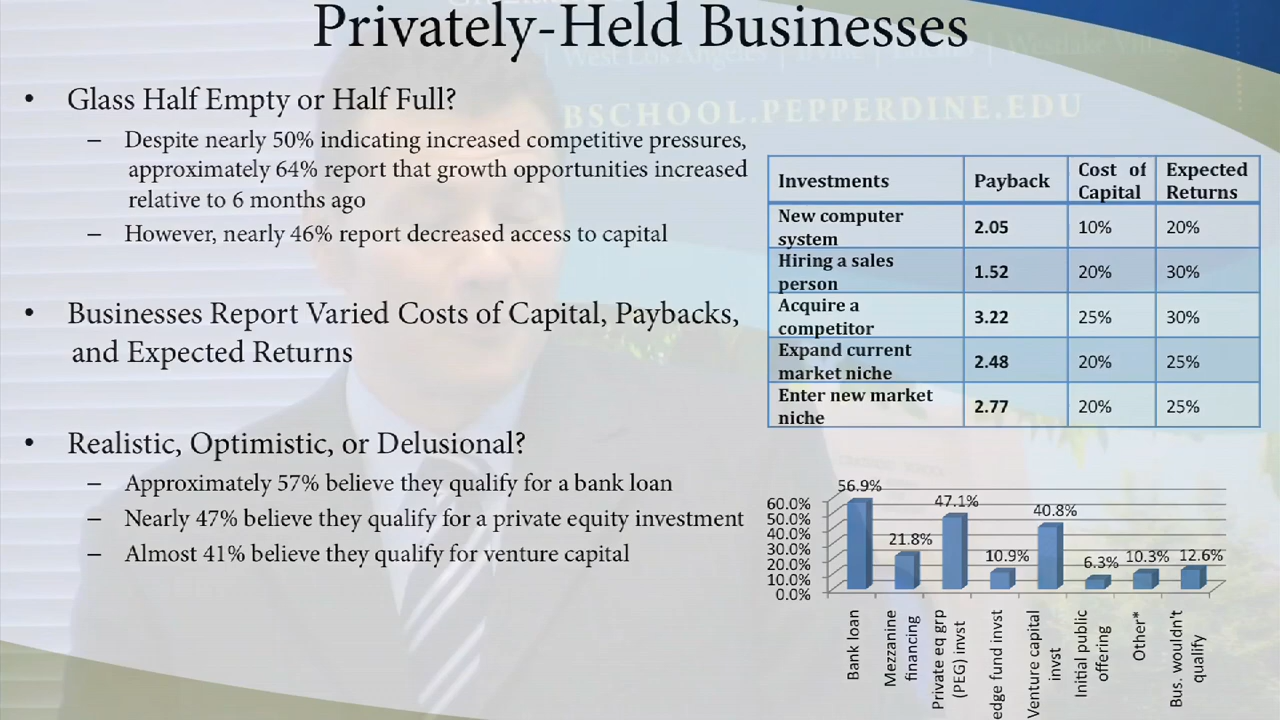 Privately-Held Businesses
West Los Angeles | Irvine | | Westlake Village
BSCHOOL.PEPPERDINE.EDU
• Glass Half Empty or Half Full?
– Despite nearly 50% indicating increased competitive pressures,
approximately 64% report that growth opportunities increased
relative to 6 months ago
– However, nearly 46% report decreased access to capital
• Businesses Report Varied Costs of Capital, Paybacks,
and Expected Returns
• Realistic, Optimistic, or Delusional?
– Approximately 57% believe they qualify for a bank loan
– Nearly 47% believe they qualify for a private equity investment
– Almost 41% believe they qualify for venture capital
Investments Payback Cost of Capital Expected Returns
New computer system 2.05 10% 20%
Hiring a sales person 1.52 20% 30%
Acquire a competitor 3.22 25% 30%
Expand current market niche 2.48 20% 25%
Enter new market niche 2.77 20% 25%
60.0%
50.0%
40.0%
30.0%
20.0%
10.0%
0.0%
56.9%
21.8%
47.1%
10.9%
40.8%
6.3%
10.3%
12.6%
Bank loan
Mezzanine
financing
Private eq grp
(PEG) invst
edge fund invst
Venture capital
invst
Initial public
offering
Other*
Bus. wouldn't
qualify